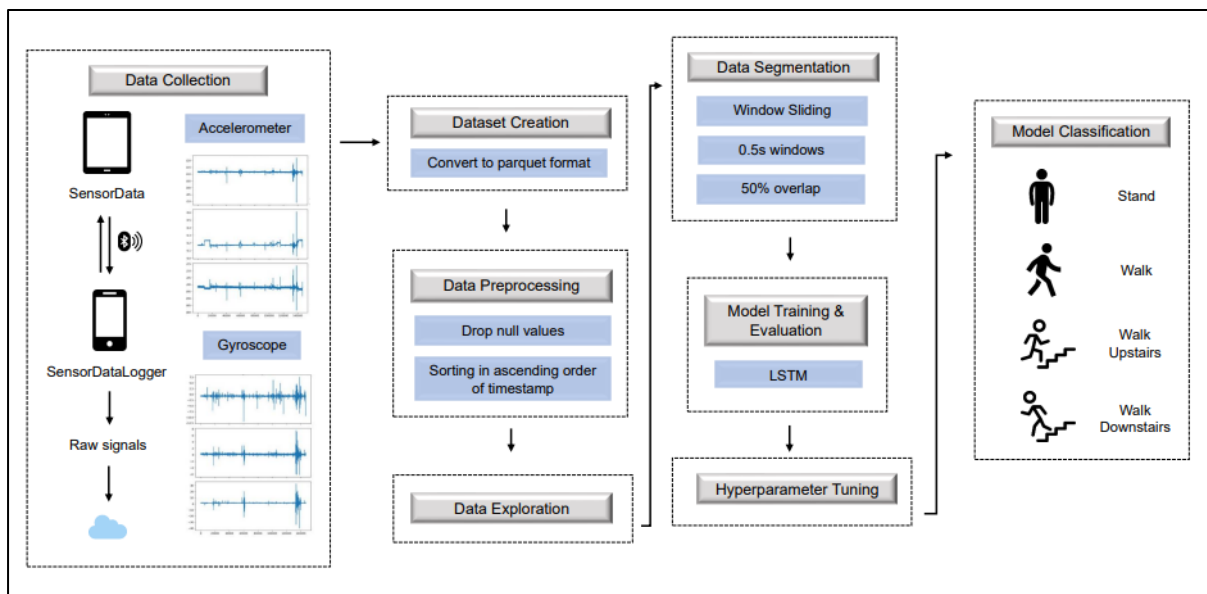 Data Collection
Accelerometer
SensorData
SensorDataLogger
Gyroscope
Raw signals
Dataset Creation
Convert to parquet format
Data Preprocessing
Drop null values
Sorting in ascending order
of timestamp
Data Exploration
Data Segmentation
Window Sliding
0.5s windows
50% overlap
Model Training &
Evaluation
LSTM
Hyperparameter Tuning
Model Classification
Stand
Walk
Walk
Upstairs
Walk
Downstairs